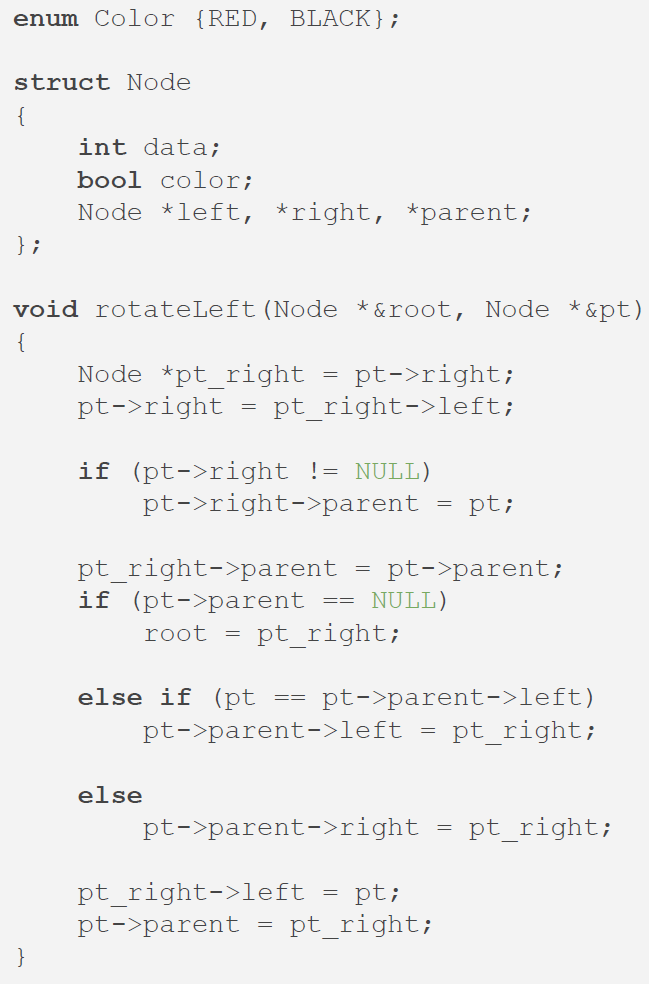 enum Color {RED, BLACK};
struct Node
{
    int data;
    bool color;
    Node *left, *right, *parent;
};
void rotateLeft(Node *&root, Node *&pt)
{
    Node *pt_right = pt->right;
    pt->right = pt_right->left;
    if (pt->right != NULL)
        pt->right->parent = pt;
    pt_right->parent = pt->parent;
    if (pt->parent == NULL)
        root = pt_right;
    else if (pt == pt->parent->left)
        pt->parent->left = pt_right;
    else
        pt->parent->right = pt_right;
    pt_right->left = pt;
    pt->parent = pt_right;
}